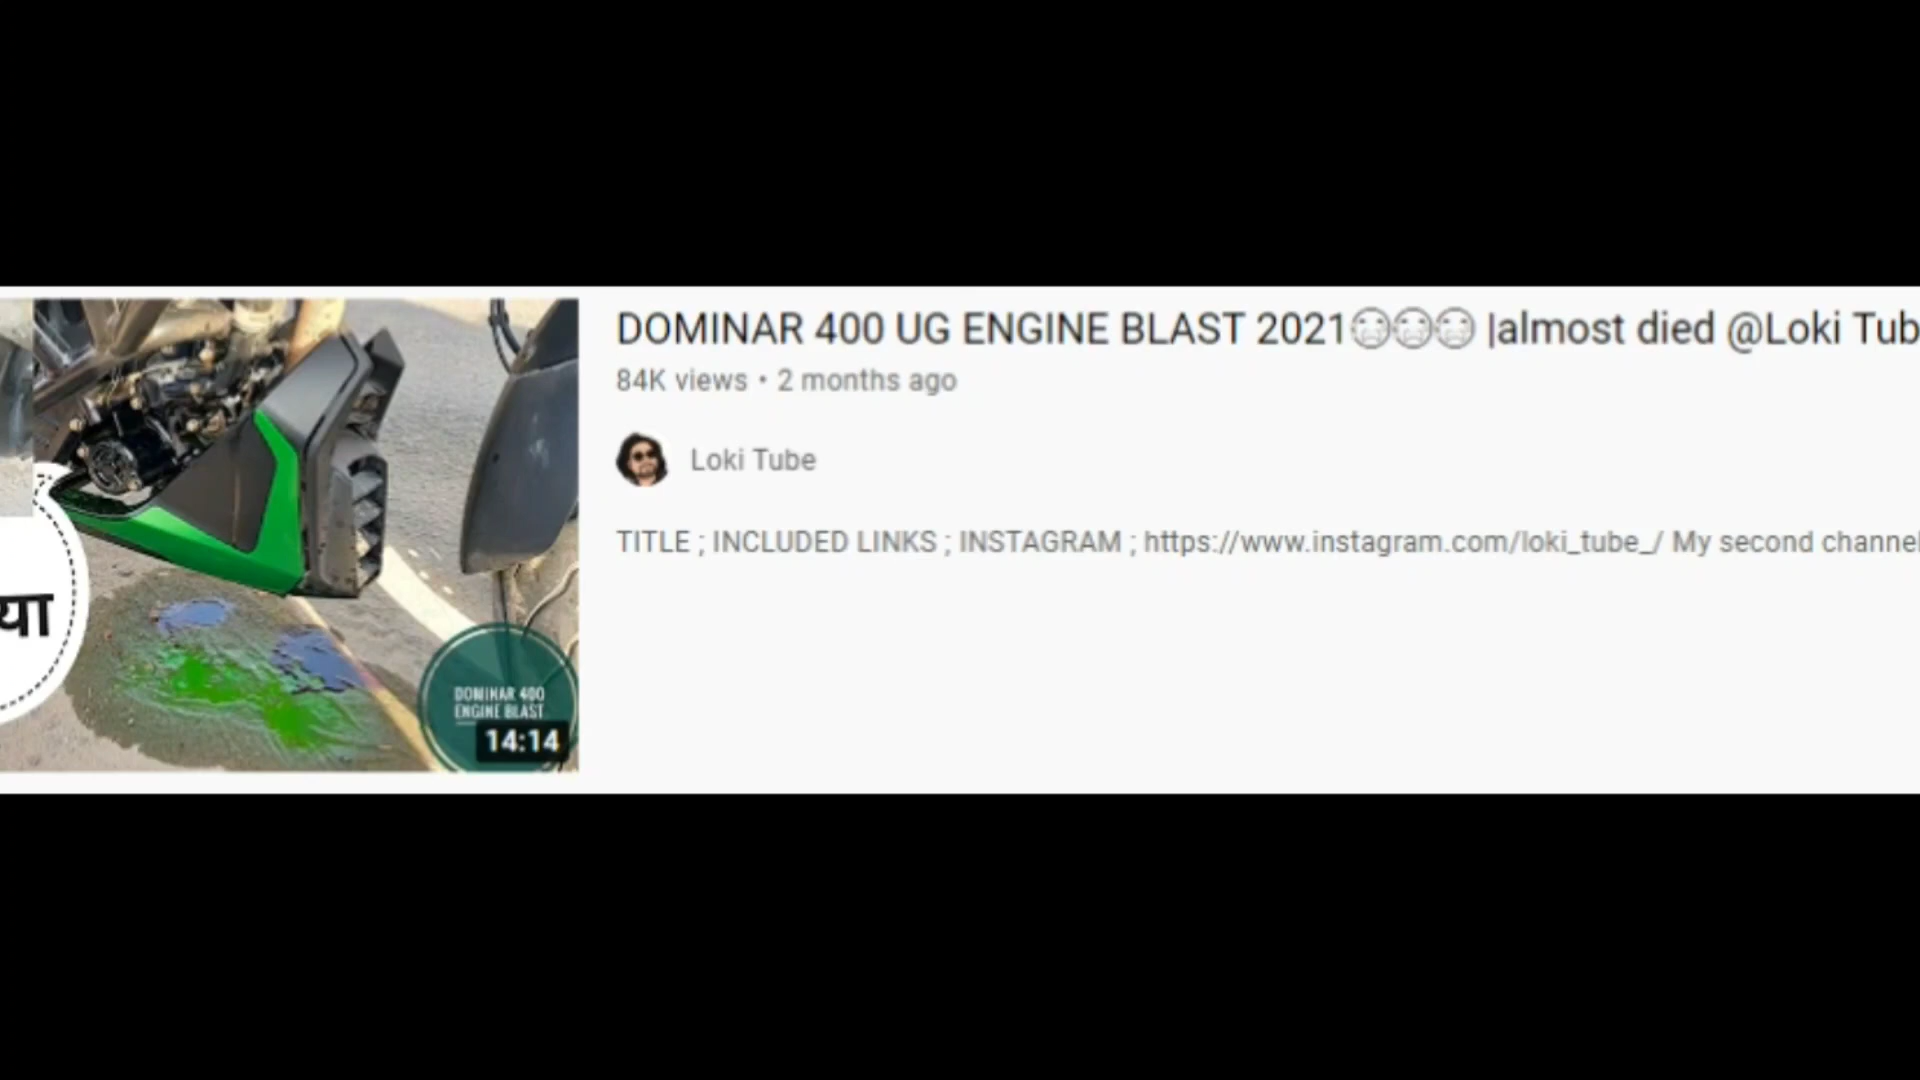 DOMINAR 400 UG ENGINE BLAST 2021😭😭😭 |almost died @Loki Tub
84K views • 2 months ago
Loki Tube
TITLE ; INCLUDED LINKS ; INSTAGRAM ; https://www.instagram.com/loki_tube_/ My second channel
या
DOMINAR 400
ENGINE BLAST
14:14